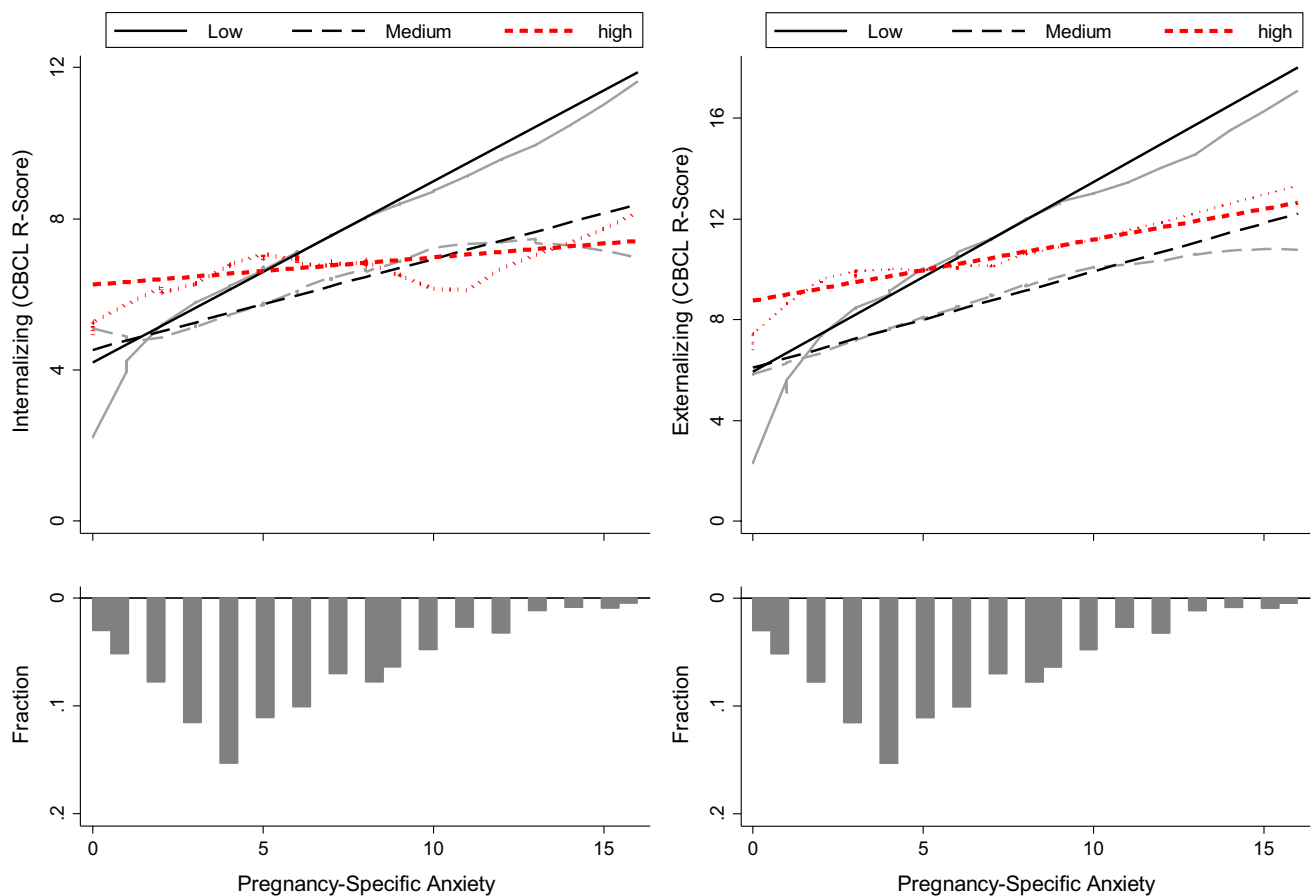 Low Medium high
Low Medium high
Internalizing (CBCL R-Score)
12
8
4
0
Externalizing (CBCL R-Score)
16
12
8
4
0
Fraction
0
.1
.2
0 5 10 15
Pregnancy-Specific Anxiety
Fraction
0
.1
.2
0 5 10 15
Pregnancy-Specific Anxiety